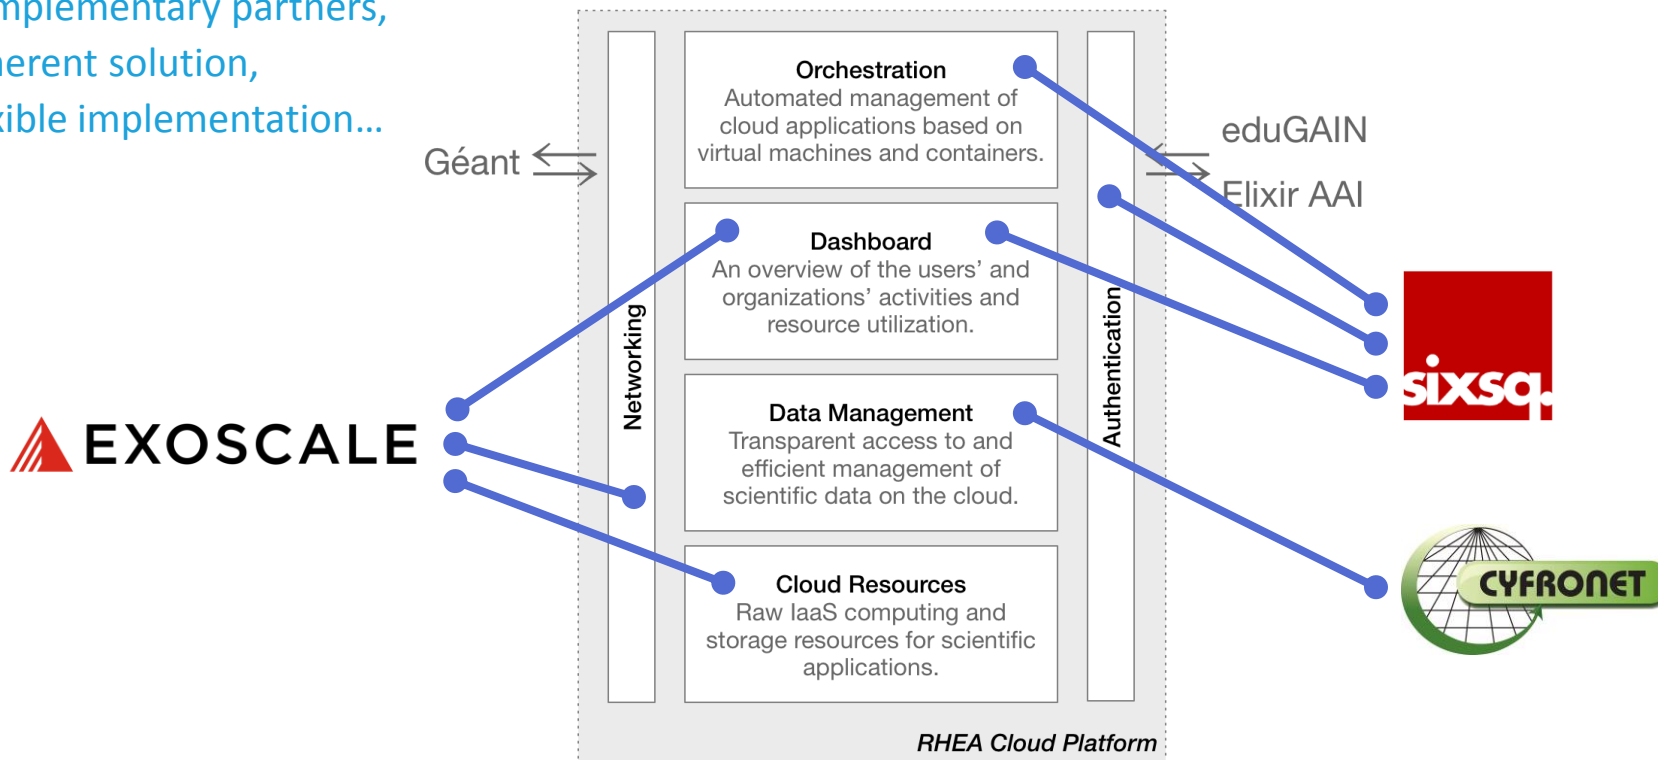 mplementary partners,
herent solution,
xible implementation...
Géant
Networking
Orchestration
Automated management of
cloud applications based on
virtual machines and containers.
Dashboard
An overview of the users’ and
organizations’ activities and
resource utilization.
Data Management
Transparent access to and
efficient management of
scientific data on the cloud.
Cloud Resources
Raw IaaS computing and
storage resources for scientific
applications.
Authentication
RHEA Cloud Platform
eduGAIN
Elixir AAI
EXOSCALE
sixsq.
CYFRONET